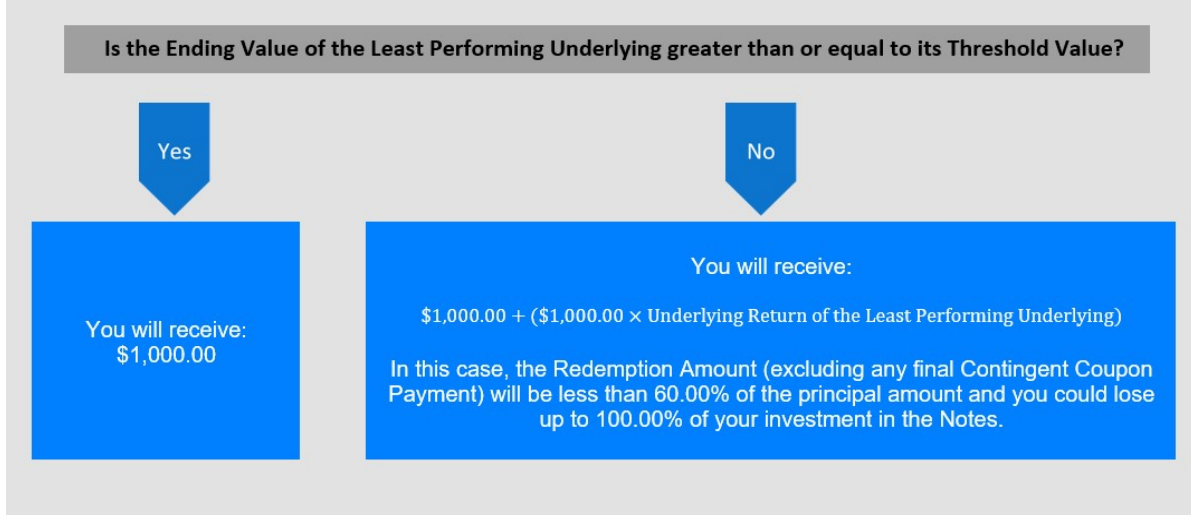 Is the Ending Value of the Least Performing Underlying greater than or equal to its Threshold Value?
Yes
No
You will receive:
$1,000.00
You will receive:
$1,000.00 + ($1,000.00 × Underlying Return of the Least Performing Underlying)
In this case, the Redemption Amount (excluding any final Contingent Coupon
Payment) will be less than 60.00% of the principal amount and you could lose
up to 100.00% of your investment in the Notes.